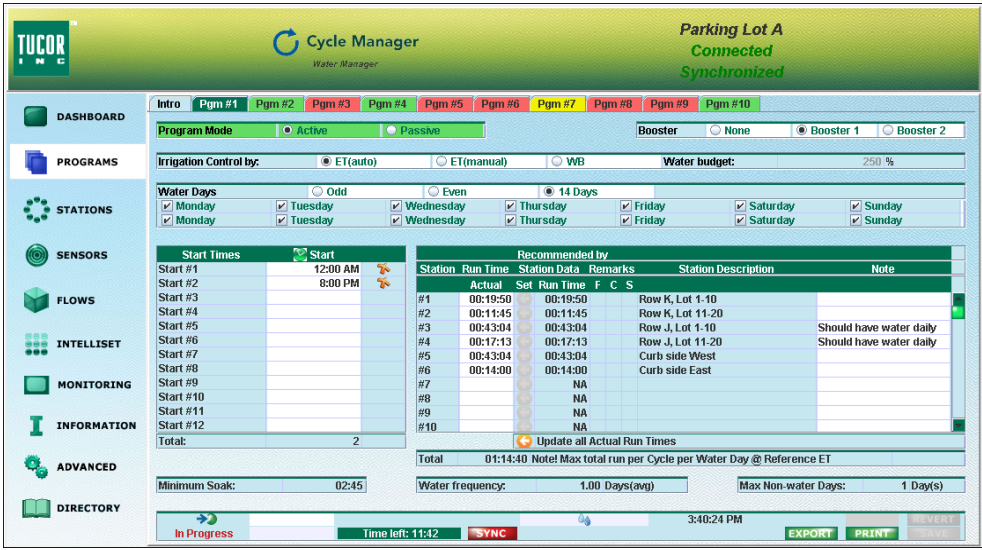 TUCOR
INC
Cycle Manager
Water Manager
Parking Lot A
Connected
Synchronized
DASHBOARD
PROGRAMS
STATIONS
SENSORS
FLOWS
INTELLISET
MONITORING
INFORMATION
ADVANCED
DIRECTORY
Intro Pgm #1 Pgm #2 Pgm #3 Pgm #4 Pgm #5 Pgm #6 Pgm #7 Pgm #8 Pgm #9 Pgm #10
Program Mode Active Passive Booster None Booster 1 Booster 2
Irrigation Control by: ET(auto) ET(manual) WB Water budget: 250 %
Water Days Odd Even 14 Days
Monday Tuesday Wednesday Thursday Friday Saturday Sunday
Monday Tuesday Wednesday Thursday Friday Saturday Sunday
Start Times Start
Start #1 12:00 AM
Start #2 8:00 PM
Start #3
Start #4
Start #5
Start #6
Start #7
Start #8
Start #9
Start #10
Start #11
Start #12
Total: 2
Recommended by
Station Run Time Station Data Remarks Station Description Note
Actual Set Run Time F C S
#1 00:19:50 00:19:50 Row K, Lot 1-10
#2 00:11:45 00:11:45 Row K, Lot 11-20
#3 00:43:04 00:43:04 Row J, Lot 1-10 Should have water daily
#4 00:17:13 00:17:13 Row J, Lot 11-20 Should have water daily
#5 00:43:04 00:43:04 Curb side West
#6 00:14:00 00:14:00 Curb side East
#7 NA
#8 NA
#9 NA
#10 NA
Update all Actual Run Times
Total 01:14:40 Note! Max total run per Cycle per Water Day @ Reference ET
Minimum Soak: 02:45 Water frequency: 1.00 Days(avg) Max Non-water Days: 1 Day(s)
3:40:24 PM REVERT
In Progress Time left: 11:42 SYNC EXPORT PRINT SAVE